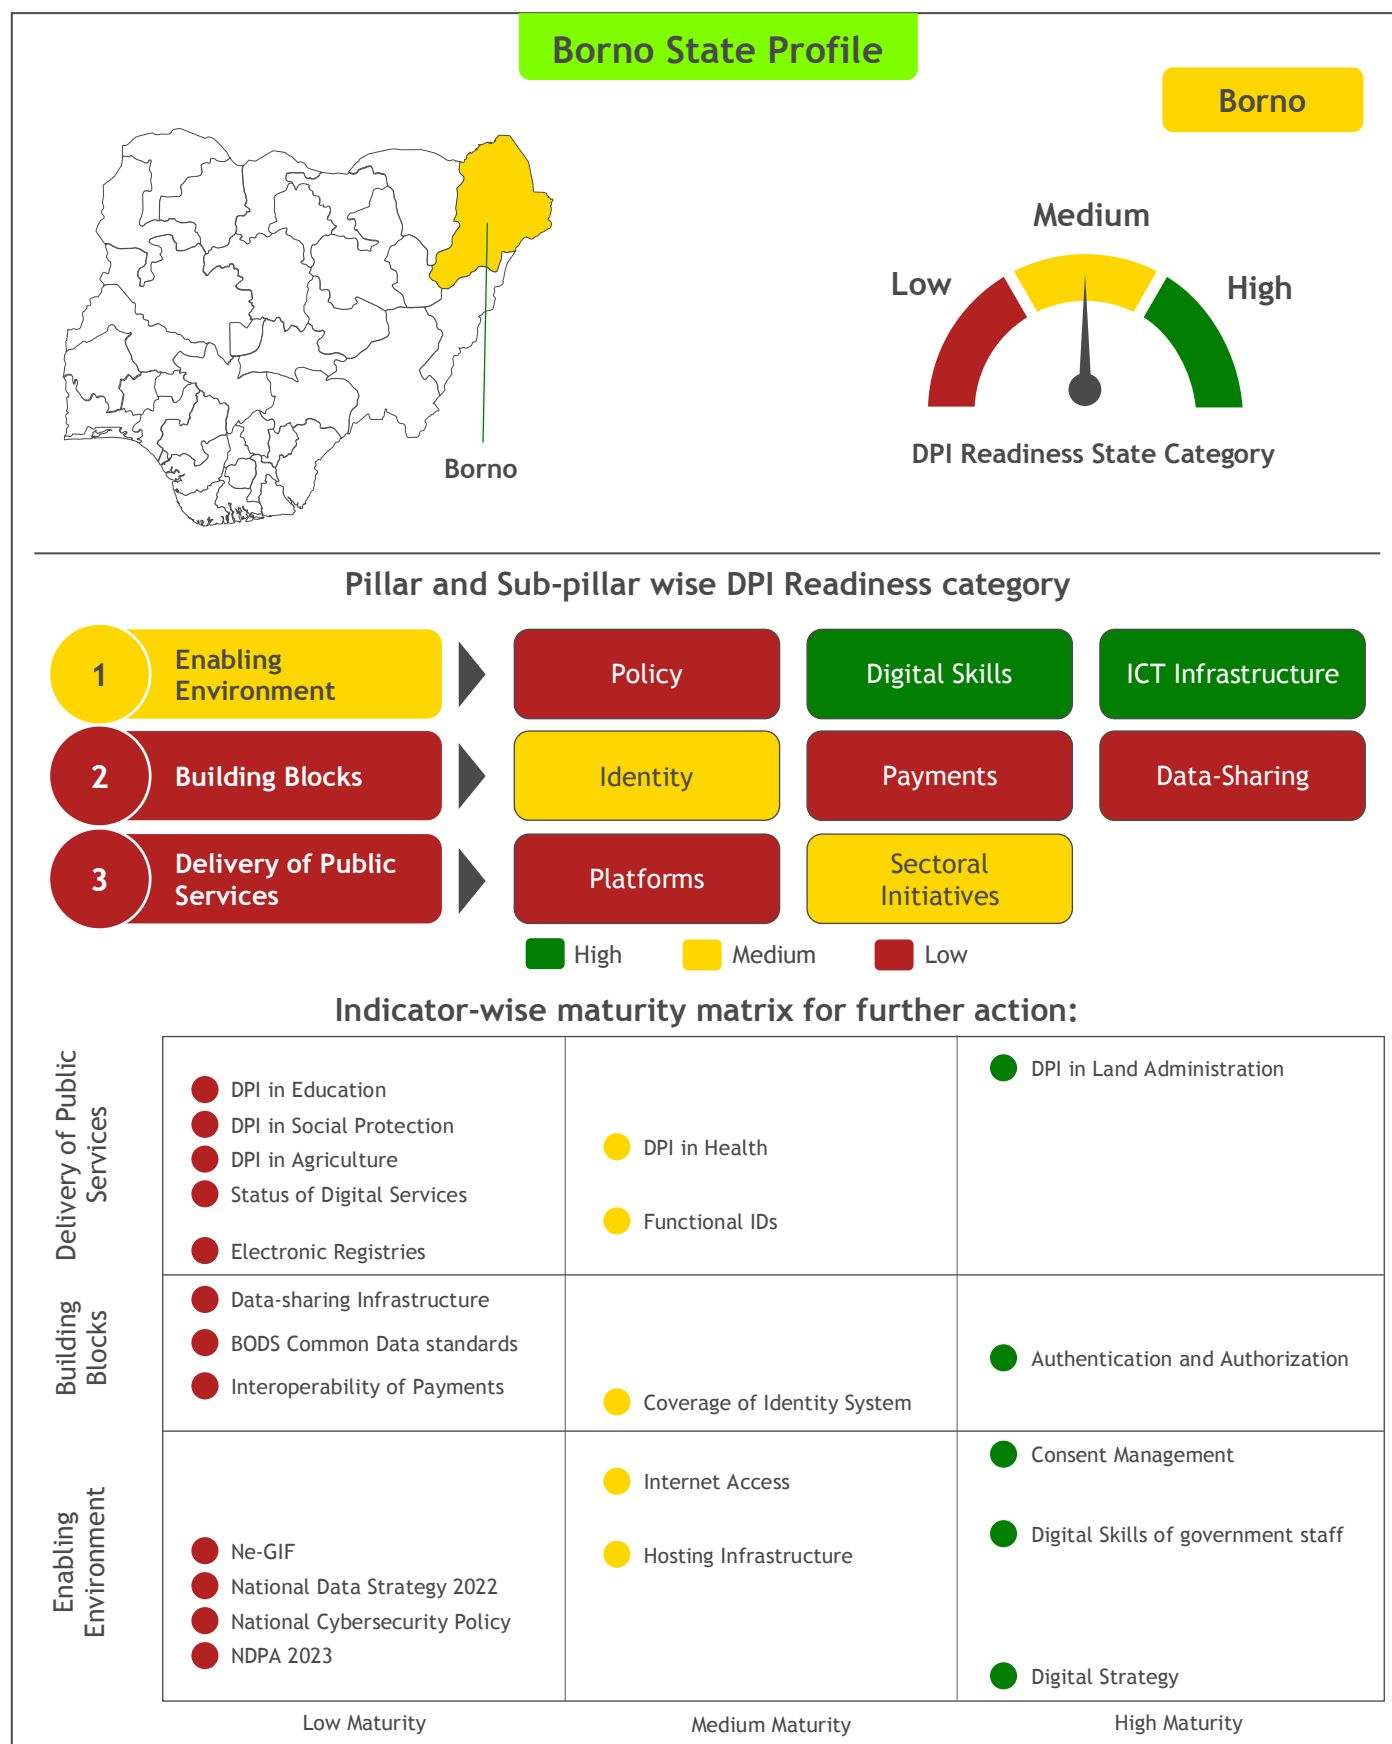 Borno State Profile
Borno
Medium
Low
High
DPI Readiness State Category
Borno
Pillar and Sub-pillar wise DPI Readiness category
1
Enabling
Environment
Policy
Digital Skills
ICT Infrastructure
2
Building Blocks
Identity
Payments
Data-Sharing
3
Delivery of Public
Services
Platforms
Sectoral
Initiatives
High
Medium
Low
Indicator-wise maturity matrix for further action:
Delivery of Public
Services
DPI in Education
DPI in Social Protection
DPI in Agriculture
Status of Digital Services
Electronic Registries
DPI in Health
Functional IDs
DPI in Land Administration
Building
Blocks
Data-sharing Infrastructure
BODS Common Data standards
Interoperability of Payments
Coverage of Identity System
Authentication and Authorization
Enabling
Environment
Ne-GIF
National Data Strategy 2022
National Cybersecurity Policy
NDPA 2023
Internet Access
Hosting Infrastructure
Consent Management
Digital Skills of government staff
Digital Strategy
Low Maturity
Medium Maturity
High Maturity